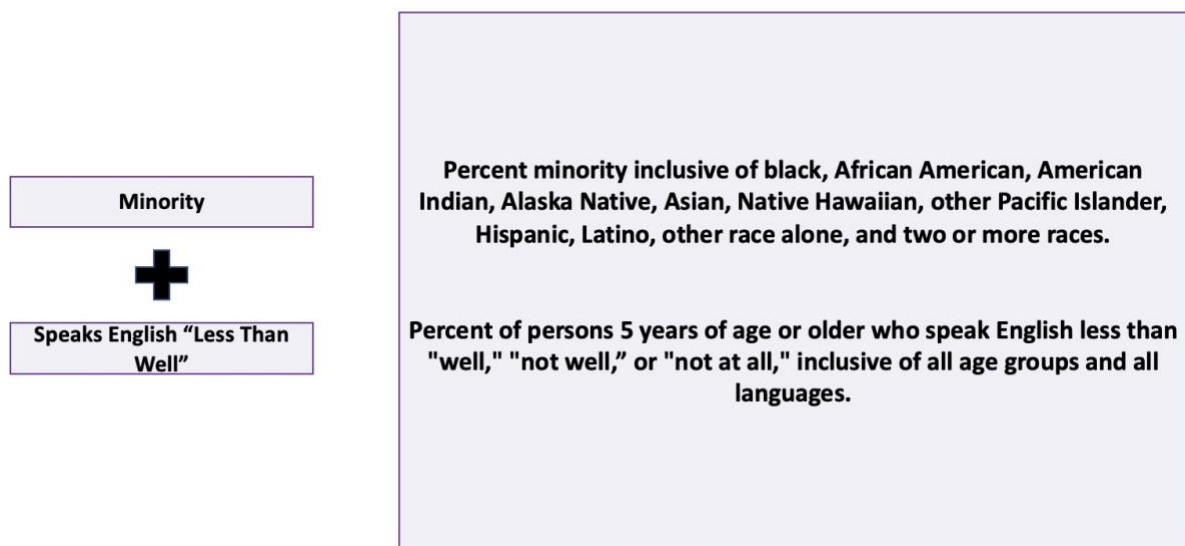 Minority
Speaks English “Less Than
Well”
Percent minority inclusive of black, African American, American
Indian, Alaska Native, Asian, Native Hawaiian, other Pacific Islander,
Hispanic, Latino, other race alone, and two or more races.
Percent of persons 5 years of age or older who speak English less than
"well," "not well,” or "not at all," inclusive of all age groups and all
languages.